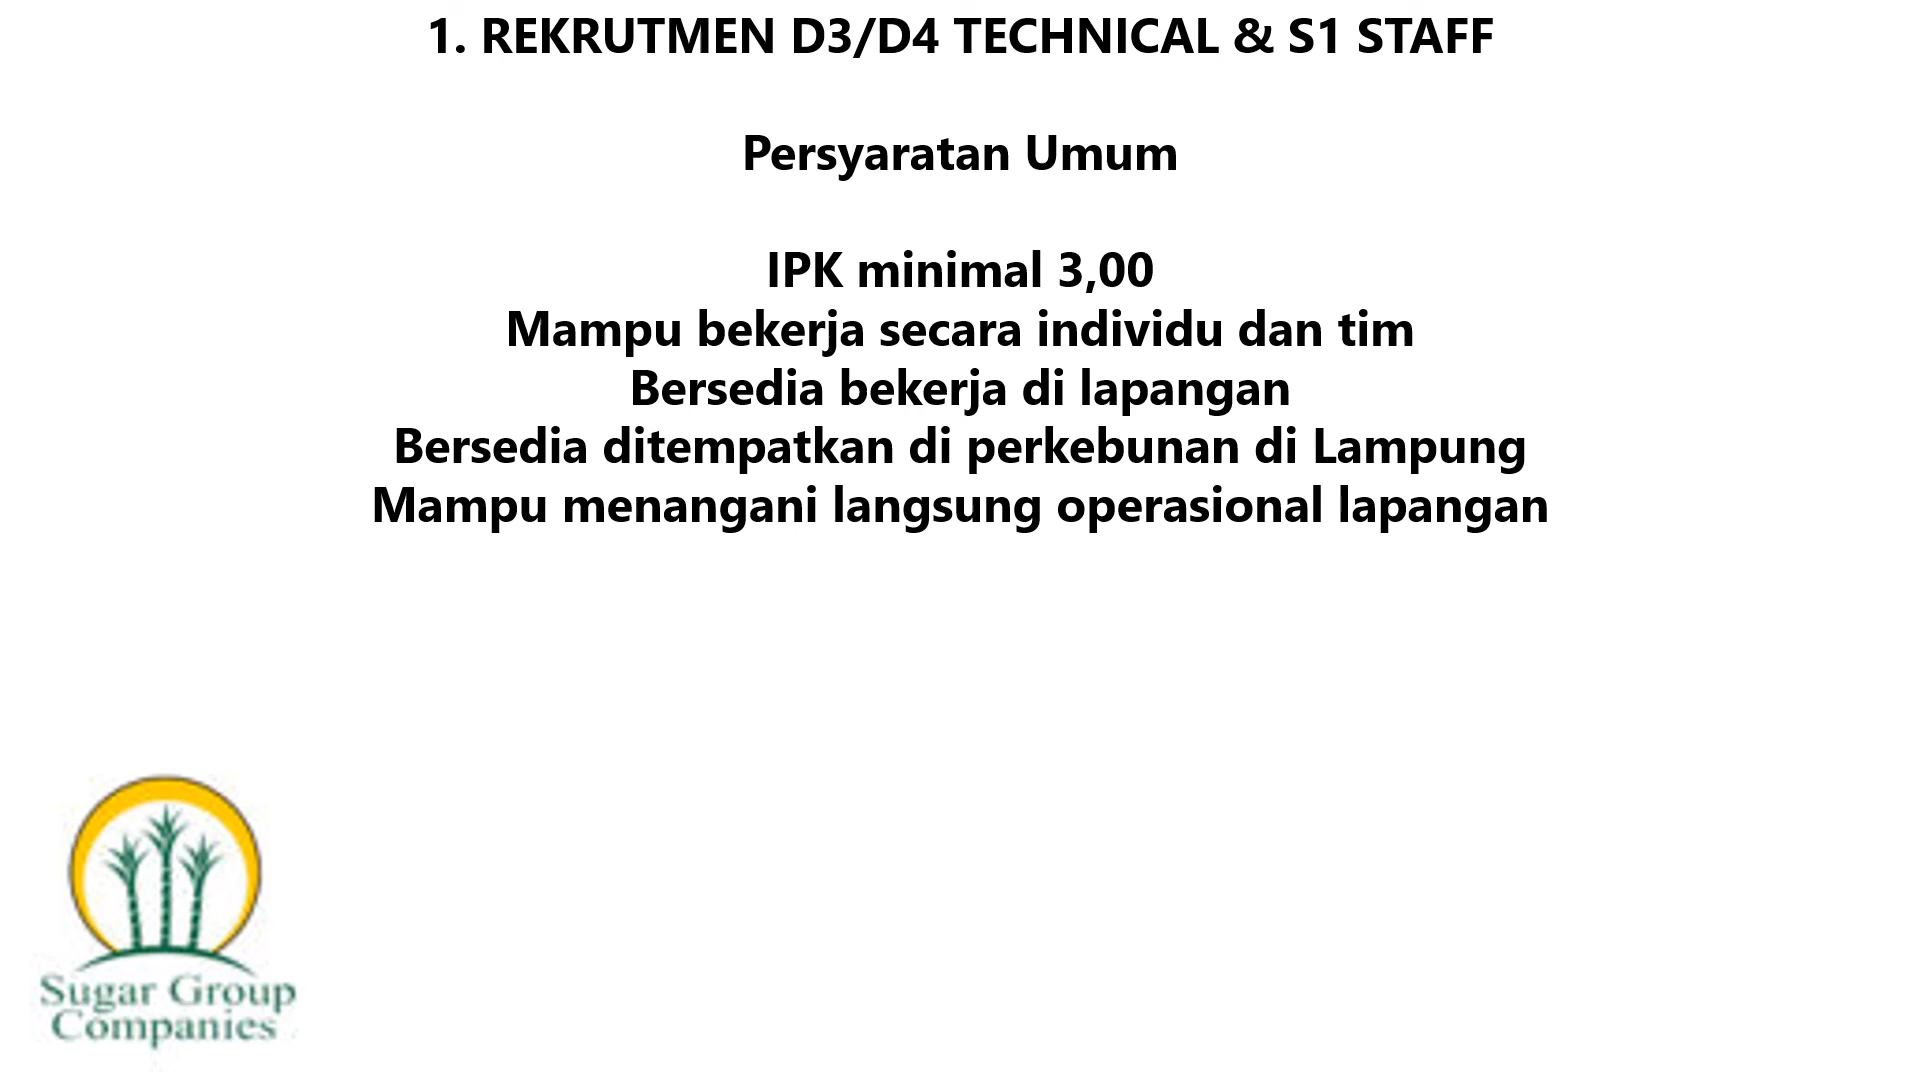 1. REKRUTMEN D3/D4 TECHNICAL & S1 STAFF
Persyaratan Umum
IPK minimal 3,00
Mampu bekerja secara individu dan tim
Bersedia bekerja di lapangan
Bersedia ditempatkan di perkebunan di Lampung
Mampu menangani langsung operasional lapangan
Sugar Group
Companies